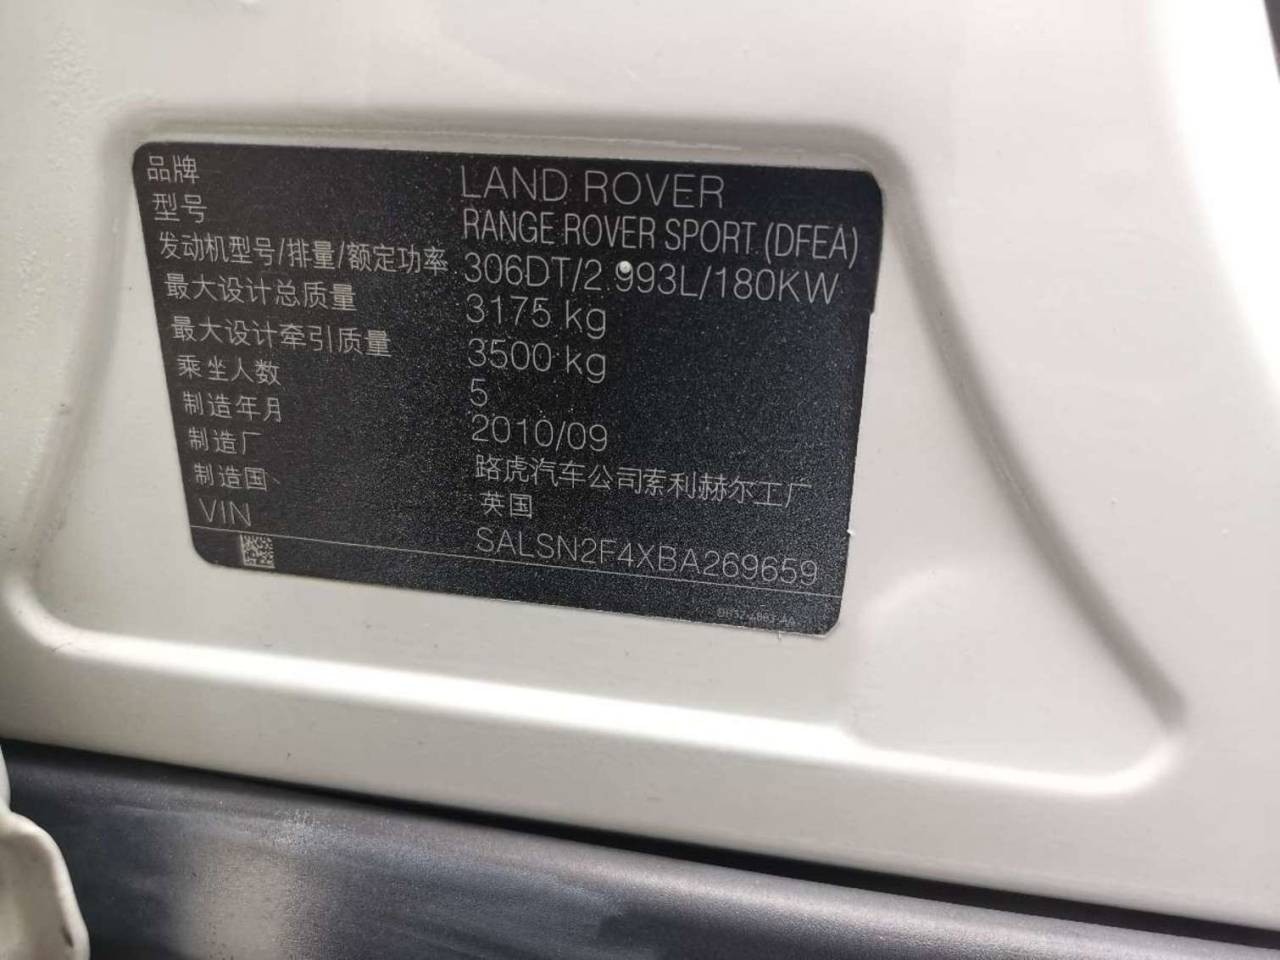 品牌 LAND ROVER
型号 RANGE ROVER SPORT (DFEA)
发动机型号/排量/额定功率 306DT/2.993L/180KW
最大设计总质量 3175 kg
最大设计牵引质量 3500 kg
乘坐人数 5
制造年月 2010/09
制造厂 路虎汽车公司索利赫尔工厂
制造国 英国
VIN SALSN2F4XBA269659